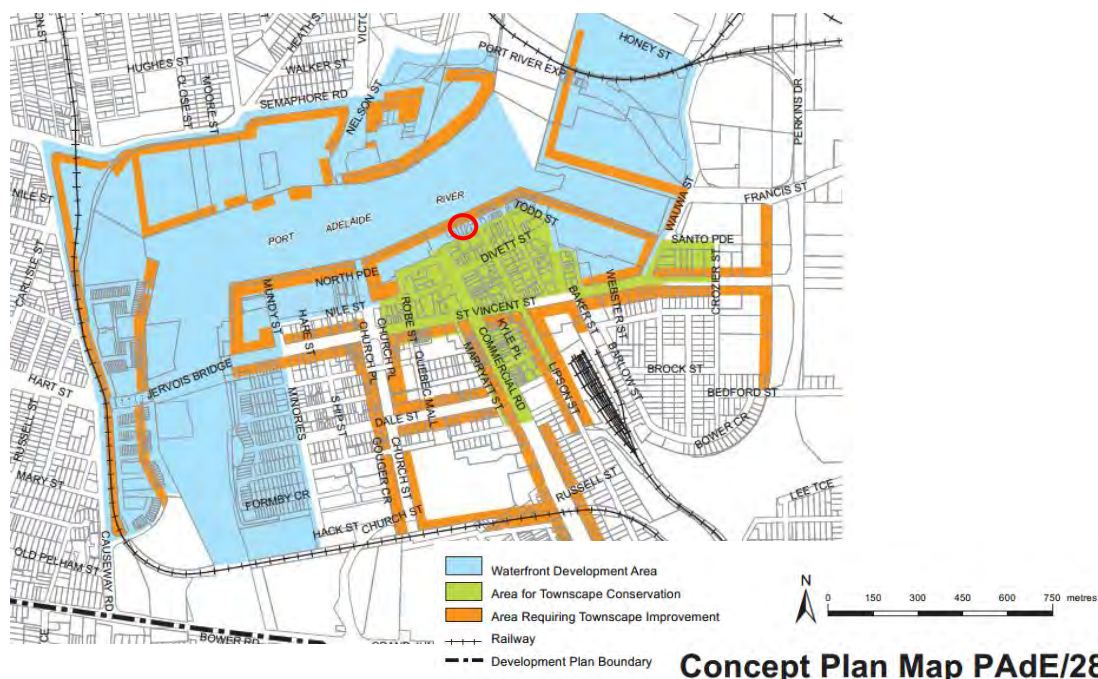 HONEY ST
PORT RIVER EXP
HUGHES ST
HEATH ST
WALKER ST
CLOSE ST
MOORE ST
SEMAPHORE RD
NELSON ST
PERKINS DR
NILE ST
FRANCIS ST
WAUWA ST
RIVER
ADELAIDE
PORT
TODD ST
SANTO PDE
DIVETT ST
CROZIER ST
CARLISLE ST
NORTH PDE
MUNDY ST
NILE ST
HARE ST
ROBE ST
ST VINCENT ST
BAKER ST
WEBSTER ST
CHURCH PL
CHURCH PL
KYLE PL
COMMERCIAL RD
MARRYATT ST
QUEBEC MALL
LIPSON ST
BARLOW ST
BROCK ST
BEDFORD ST
JERVOIS BRIDGE
HART ST
RUSSELL ST
MINORIES
SHIP ST
DALE ST
BOWER CR
GOUGER CR
CHURCH ST
MARY ST
RUSSELL ST
LEE TCE
FORMBY CR
HACK ST
CHURCH ST
OLD PELHAM ST
CAUSEWAY RD
BOWER RD
Waterfront Development Area
Area for Townscape Conservation
Area Requiring Townscape Improvement
Railway
Development Plan Boundary
N
0 150 300 450 600 750 metres
Concept Plan Map PAdE/28